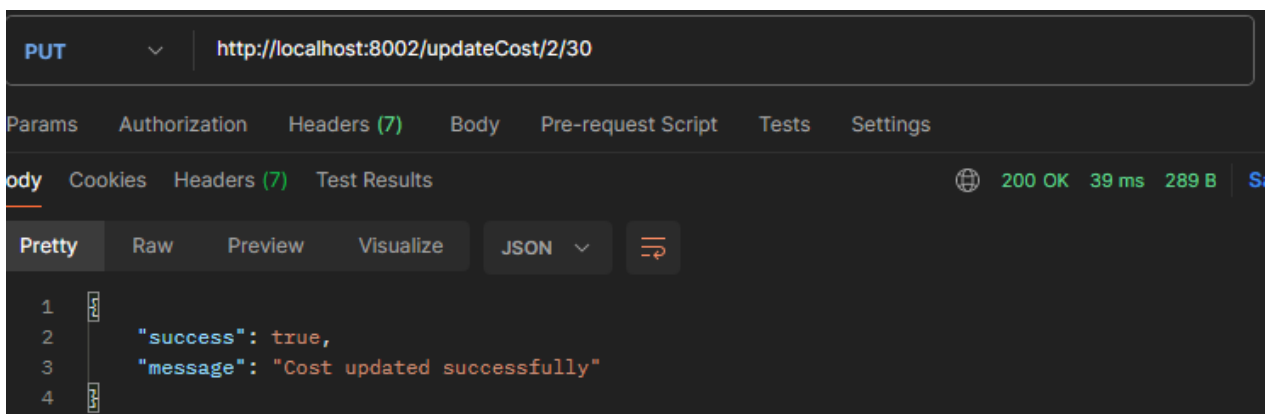 PUT http://localhost:8002/updateCost/2/30
Params Authorization Headers (7) Body Pre-request Script Tests Settings
ody Cookies Headers (7) Test Results 200 OK 39 ms 289 B Sa
Pretty Raw Preview Visualize JSON
1 {
2 "success": true,
3 "message": "Cost updated successfully"
4 }